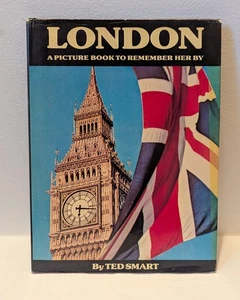 LONDON
A PICTURE BOOK TO REMEMBER HER BY
By TED SMART